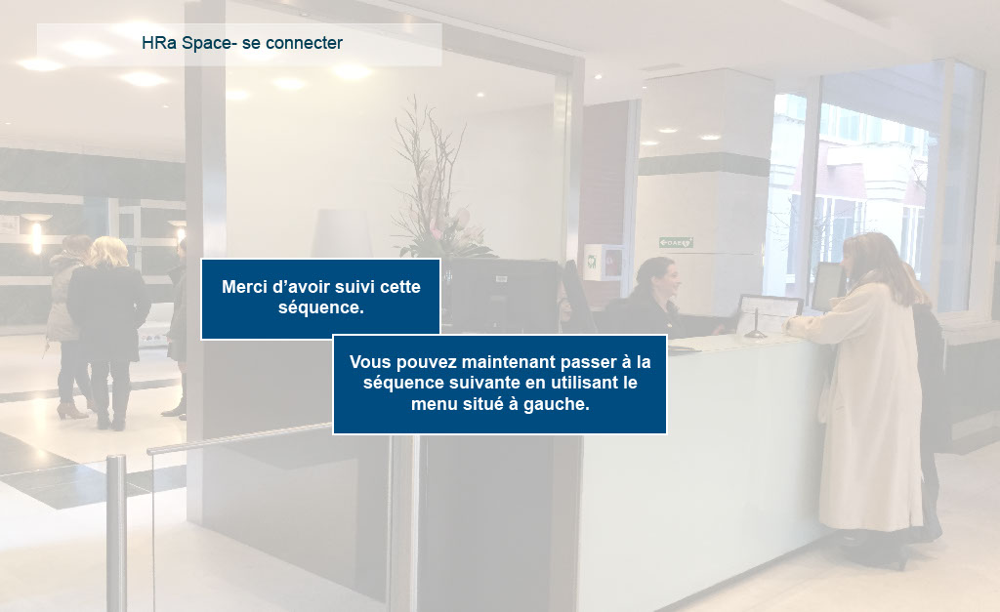 HRa Space- se connecter
Merci d’avoir suivi cette
séquence.
Vous pouvez maintenant passer à la
séquence suivante en utilisant le
menu situé à gauche.